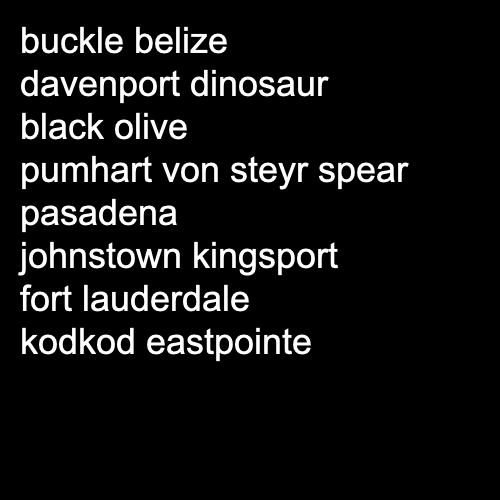 buckle belize
davenport dinosaur
black olive
pumhart von steyr spear
pasadena
johnstown kingsport
fort lauderdale
kodkod eastpointe